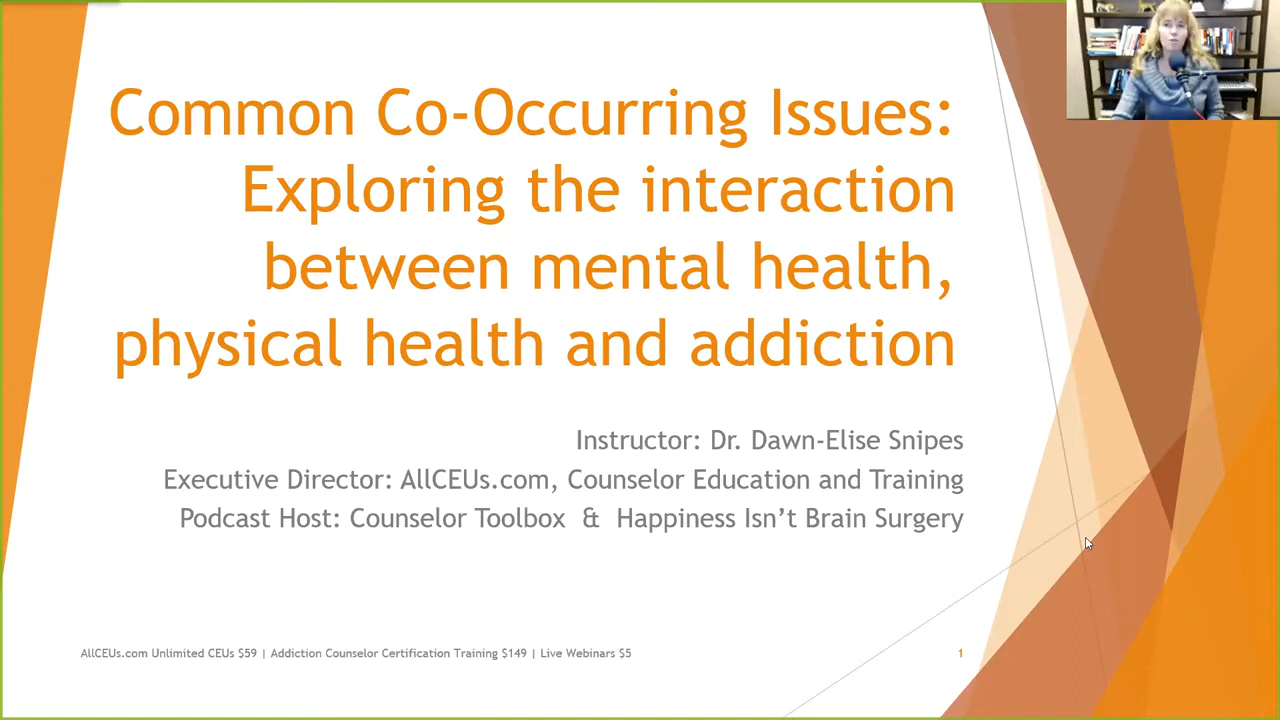 Common Co-Occurring Issues:
Exploring the interaction
between mental health,
physical health and addiction
Instructor: Dr. Dawn-Elise Snipes
Executive Director: AllCEUs.com, Counselor Education and Training
Podcast Host: Counselor Toolbox & Happiness Isn’t Brain Surgery
AllCEUs.com Unlimited CEUs $59 | Addiction Counselor Certification Training $149 | Live Webinars $5
1